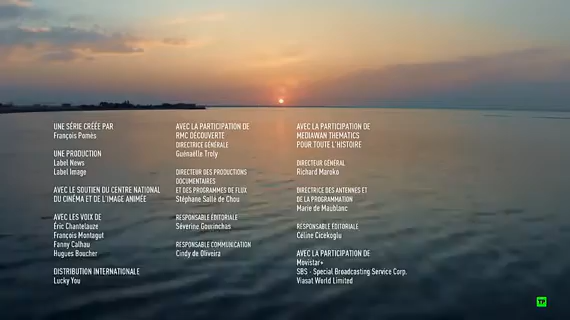 UNE SÉRIE CRÉÉE PAR
François Pomès
UNE PRODUCTION
Label News
Label Image
AVEC LE SOUTIEN DU CENTRE NATIONAL
DU CINÉMA ET DE L'IMAGE ANIMÉE
AVEC LES VOIX DE
Éric Chantelauze
François Montagut
Fanny Calhau
Hugues Boucher
DISTRIBUTION INTERNATIONALE
Lucky You
AVEC LA PARTICIPATION DE
RMC DÉCOUVERTE
DIRECTRICE GÉNÉRALE
Guénaëlle Troly
DIRECTEUR DES PRODUCTIONS
DOCUMENTAIRES
ET DES PROGRAMMES DE FLUX
Stéphane Sallé de Chou
RESPONSABLE ÉDITORIALE
Séverine Gouinchas
RESPONSABLE COMMUNICATION
Cindy de Oliveira
AVEC LA PARTICIPATION DE
MEDIAWAN THEMATICS
POUR TOUTE L'HISTOIRE
DIRECTEUR GÉNÉRAL
Richard Maroko
DIRECTRICE DES ANTENNES ET
DE LA PROGRAMMATION
Marie de Maublanc
RESPONSABLE ÉDITORIALE
Céline Cicekoglu
AVEC LA PARTICIPATION DE
Movistar+
SBS - Special Broadcasting Service Corp.
Viasat World Limited
TP